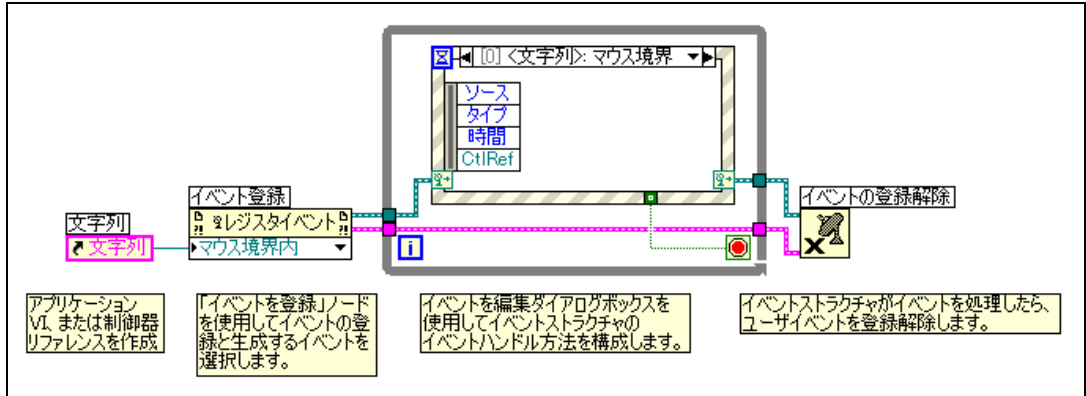 [0] <文字列>: マウス境界
ソース
タイプ
時間
CtlRef
イベント登録
レジスタイベント
マウス境界内
文字列
文字列
i
イベントの登録解除
アプリケーション
VI、または制御器
リファレンスを作成
「イベントを登録」ノード
を使用してイベントの登
録と生成するイベントを
選択します。
イベントを編集ダイアログボックスを
使用してイベントストラクチャの
イベントハンドル方法を構成します。
イベントストラクチャがイベントを処理したら、
ユーザイベントを登録解除します。